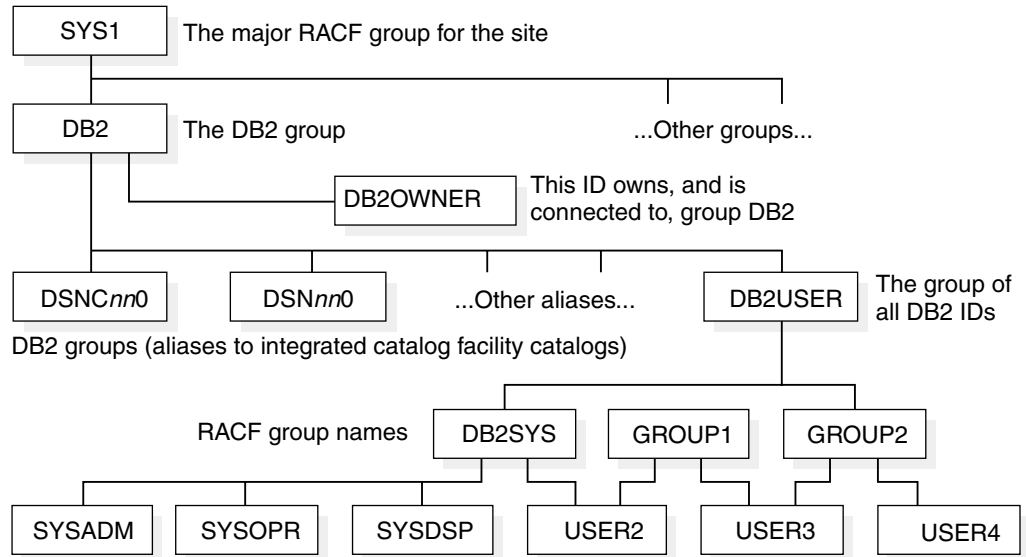 SYS1
The major RACF group for the site
DB2
The DB2 group
...Other groups...
DB2OWNER
This ID owns, and is
connected to, group DB2
DSNCnn0
DSNnn0
...Other aliases...
DB2USER
The group of
all DB2 IDs
DB2 groups (aliases to integrated catalog facility catalogs)
RACF group names
DB2SYS
GROUP1
GROUP2
SYSADM
SYSOPR
SYSDSP
USER2
USER3
USER4